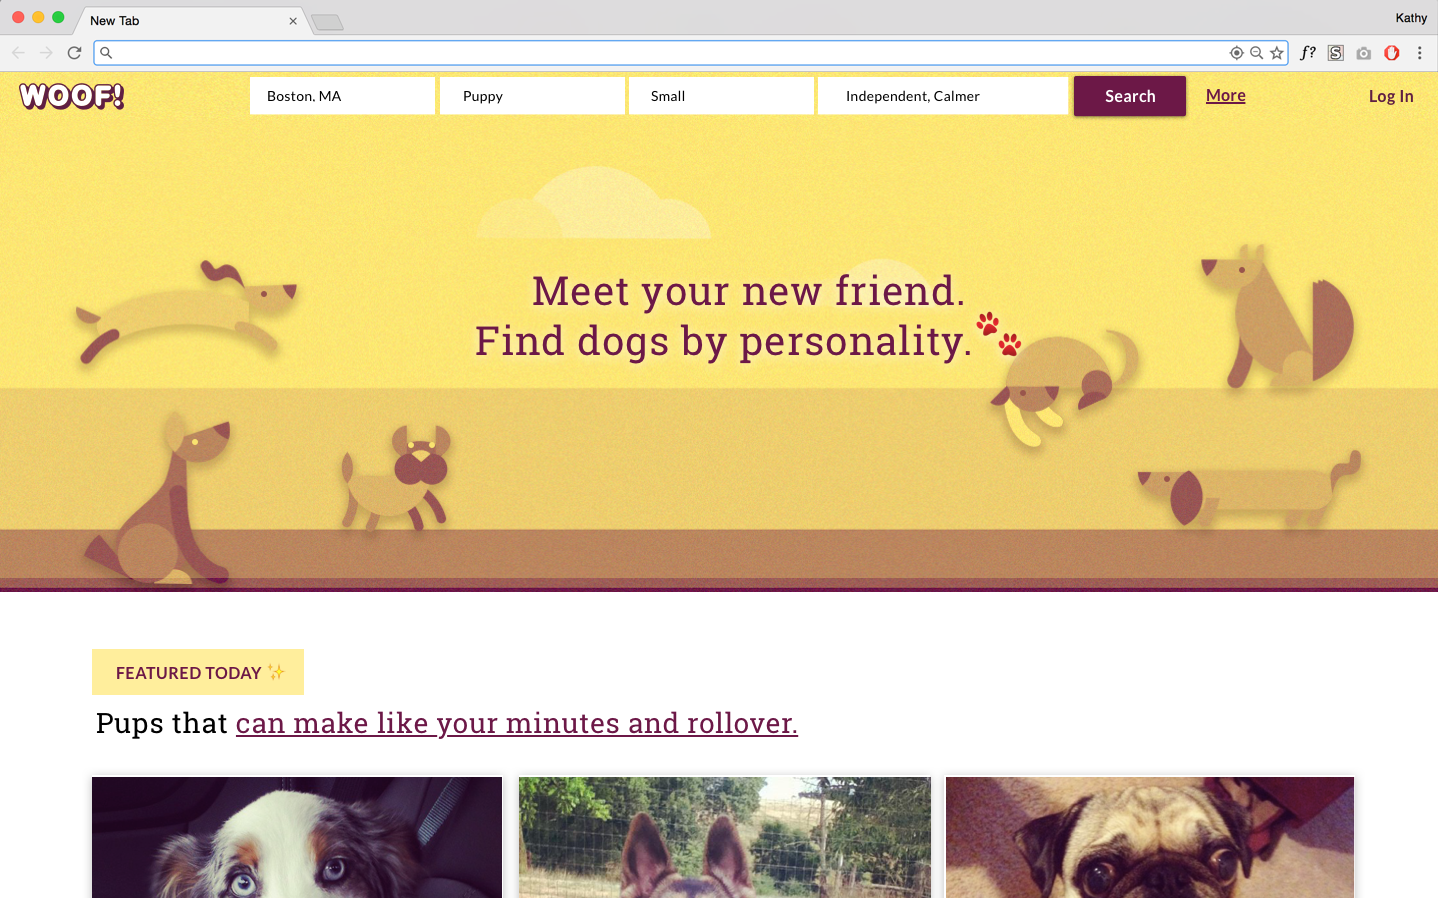 New Tab
Kathy
f?
S
WOOF!
Boston, MA
Puppy
Small
Independent, Calmer
Search
More
Log In
Meet your new friend.
Find dogs by personality.
FEATURED TODAY ✨
Pups that can make like your minutes and rollover.